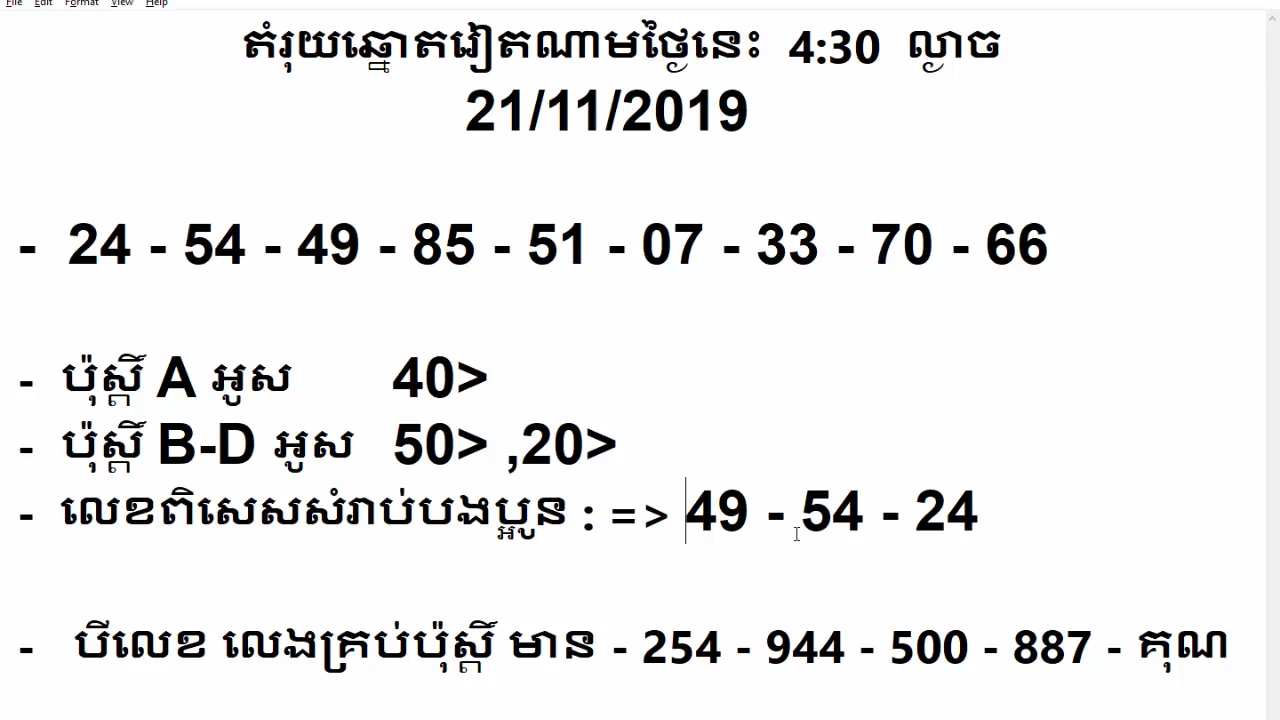 File Edit Format View Help
តំរុយឆ្នោតវៀតណាមថ្ងៃនេះ 4:30 ល្ងាច
21/11/2019
- 24 - 54 - 49 - 85 - 51 - 07 - 33 - 70 - 66
- ប៉ុស្តិ៍ A អូស 40>
- ប៉ុស្តិ៍ B-D អូស 50> ,20>
- លេខពិសេសសំរាប់បងប្អូន : => 49 - 54 - 24
- បីលេខ លេងគ្រប់ប៉ុស្តិ៍ មាន - 254 - 944 - 500 - 887 - គុណ